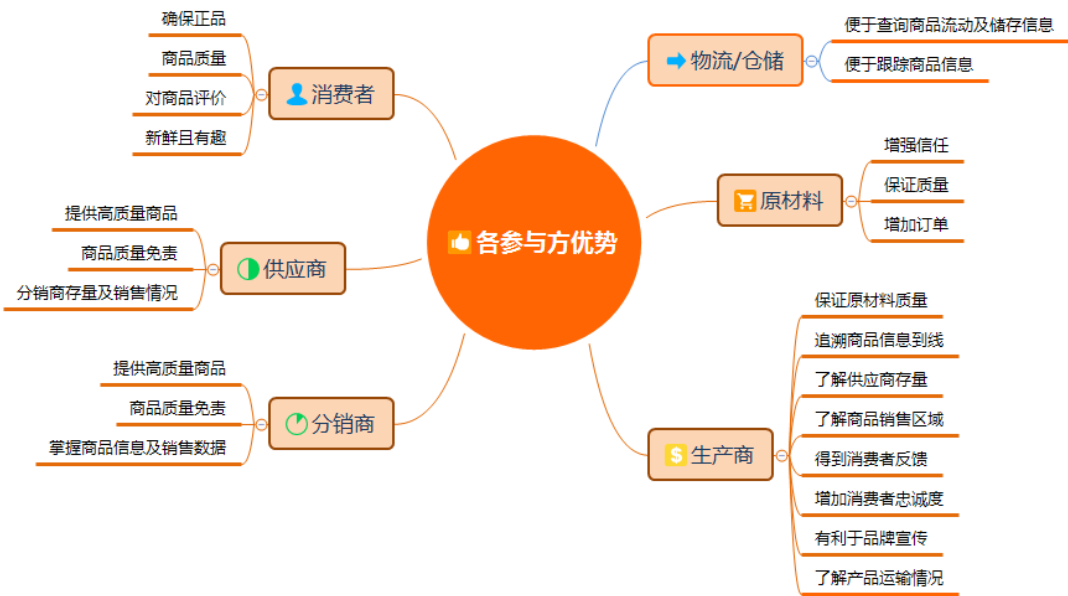 各参与方优势
消费者
确保正品
商品质量
对商品评价
新鲜且有趣
供应商
提供高质量商品
商品质量免责
分销商存量及销售情况
分销商
提供高质量商品
商品质量免责
掌握商品信息及销售数据
物流/仓储
便于查询商品流动及储存信息
便于跟踪商品信息
原材料
增强信任
保证质量
增加订单
生产商
保证原材料质量
追溯商品信息到线
了解供应商存量
了解商品销售区域
得到消费者反馈
增加消费者忠诚度
有利于品牌宣传
了解产品运输情况